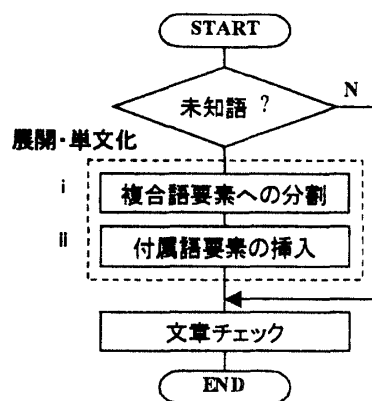 START
未知語 ?
N
展開・単文化
i
複合語要素への分割
ii
付属語要素の挿入
文章チェック
END